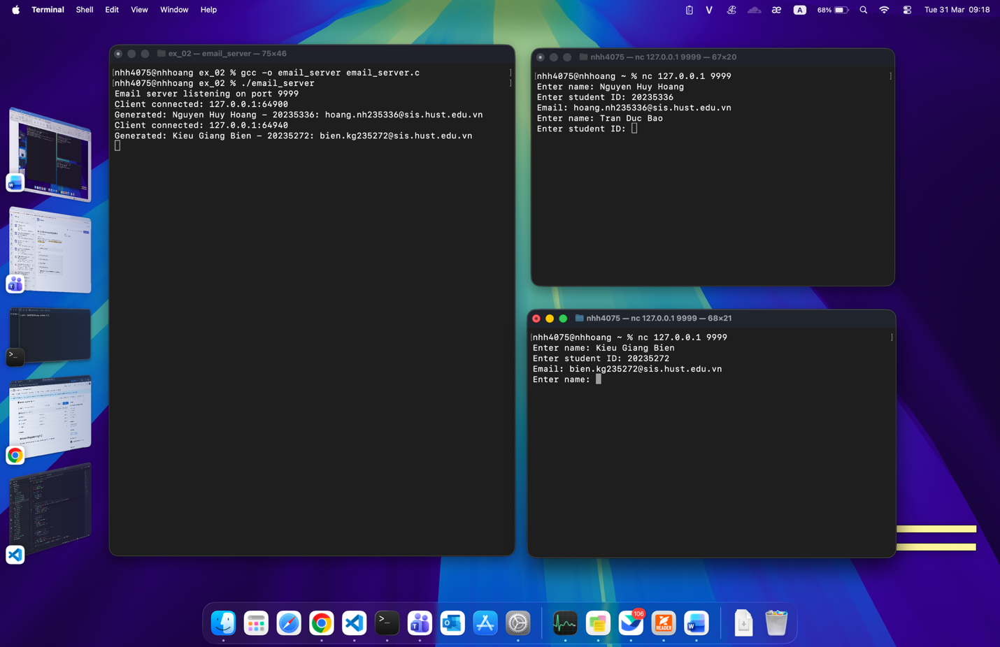 Terminal Shell Edit View Window Help
V æ A 68% Tue 31 Mar 09:18
ex_02 — email_server — 75×46
[nhh4075@nhhoang ex_02 % gcc -o email_server email_server.c ]
[nhh4075@nhhoang ex_02 % ./email_server ]
Email server listening on port 9999
Client connected: 127.0.0.1:64900
Generated: Nguyen Huy Hoang - 20235336: hoang.nh235336@sis.hust.edu.vn
Client connected: 127.0.0.1:64940
Generated: Kieu Giang Bien - 20235272: bien.kg235272@sis.hust.edu.vn
nhh4075 — nc 127.0.0.1 9999 — 67×20
[nhh4075@nhhoang ~ % nc 127.0.0.1 9999 ]
Enter name: Nguyen Huy Hoang
Enter student ID: 20235336
Email: hoang.nh235336@sis.hust.edu.vn
Enter name: Tran Duc Bao
Enter student ID:
nhh4075 — nc 127.0.0.1 9999 — 68×21
[nhh4075@nhhoang ~ % nc 127.0.0.1 9999 ]
Enter name: Kieu Giang Bien
Enter student ID: 20235272
Email: bien.kg235272@sis.hust.edu.vn
Enter name:
106
READER